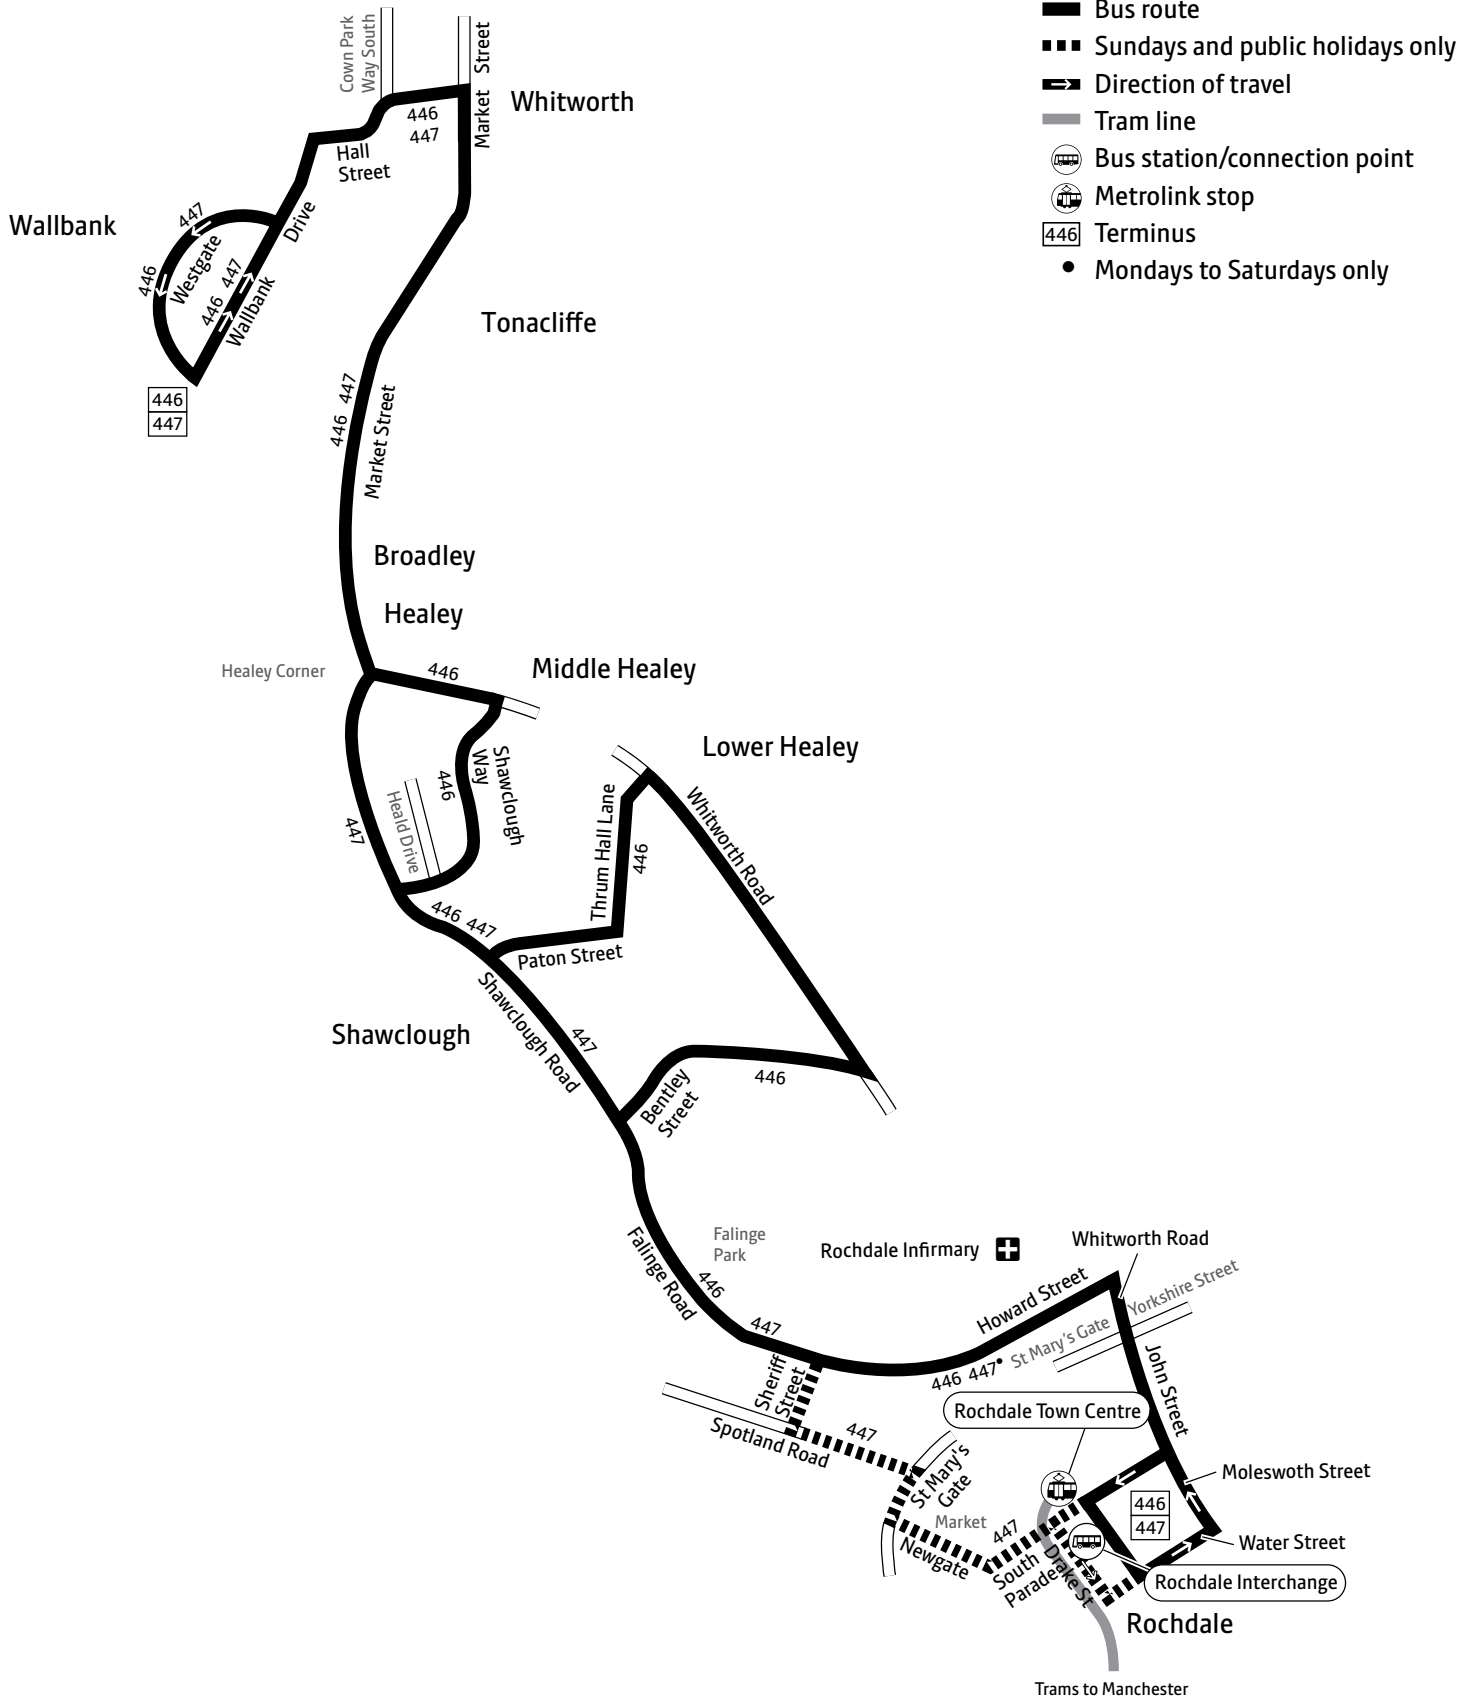 Cown Park
Way South
Street
Bus route
Sundays and public holidays only
Direction of travel
Tram line
Bus station/connection point
Metrolink stop
446
Terminus
Mondays to Saturdays only
Whitworth
446
447
Market
Hall
Street
Wallbank
447
Drive
Westgate
446
446 447
Wallbank
Tonacliffe
446
447
446 447
Market Street
Broadley
Healey
Healey Corner
446
Middle Healey
Lower Healey
Shawclough
Way
446
Heald Drive
447
Thrum Hall Lane
446
Whitworth Road
446 447
Paton Street
Shawclough Road
447
Shawclough
446
Bentley
Street
Falinge
Park
Rochdale Infirmary
Whitworth Road
Falinge Road
446
447
Howard Street
Yorkshire Street
St Mary's Gate
446 447•
Sheriff
Street
John Street
Rochdale Town Centre
Spotland Road
447
St Mary's
Gate
Moleswoth Street
446
447
Market
447
Newgate
South
Parade
Drake St
Water Street
Rochdale Interchange
Rochdale
Trams to Manchester